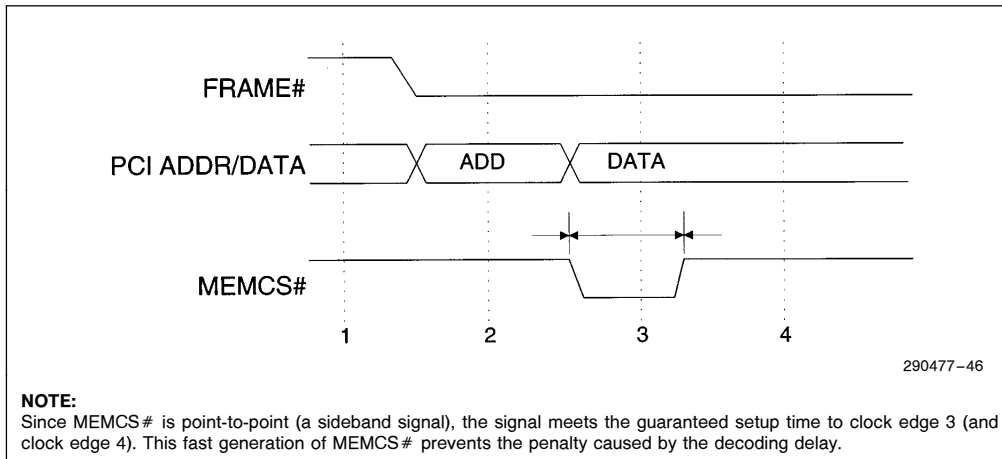 FRAME#
PCI ADDR/DATA
ADD
DATA
MEMCS#
1
2
3
4
290477–46
NOTE:
Since MEMCS# is point-to-point (a sideband signal), the signal meets the guaranteed setup time to clock edge 3 (and
clock edge 4). This fast generation of MEMCS# prevents the penalty caused by the decoding delay.